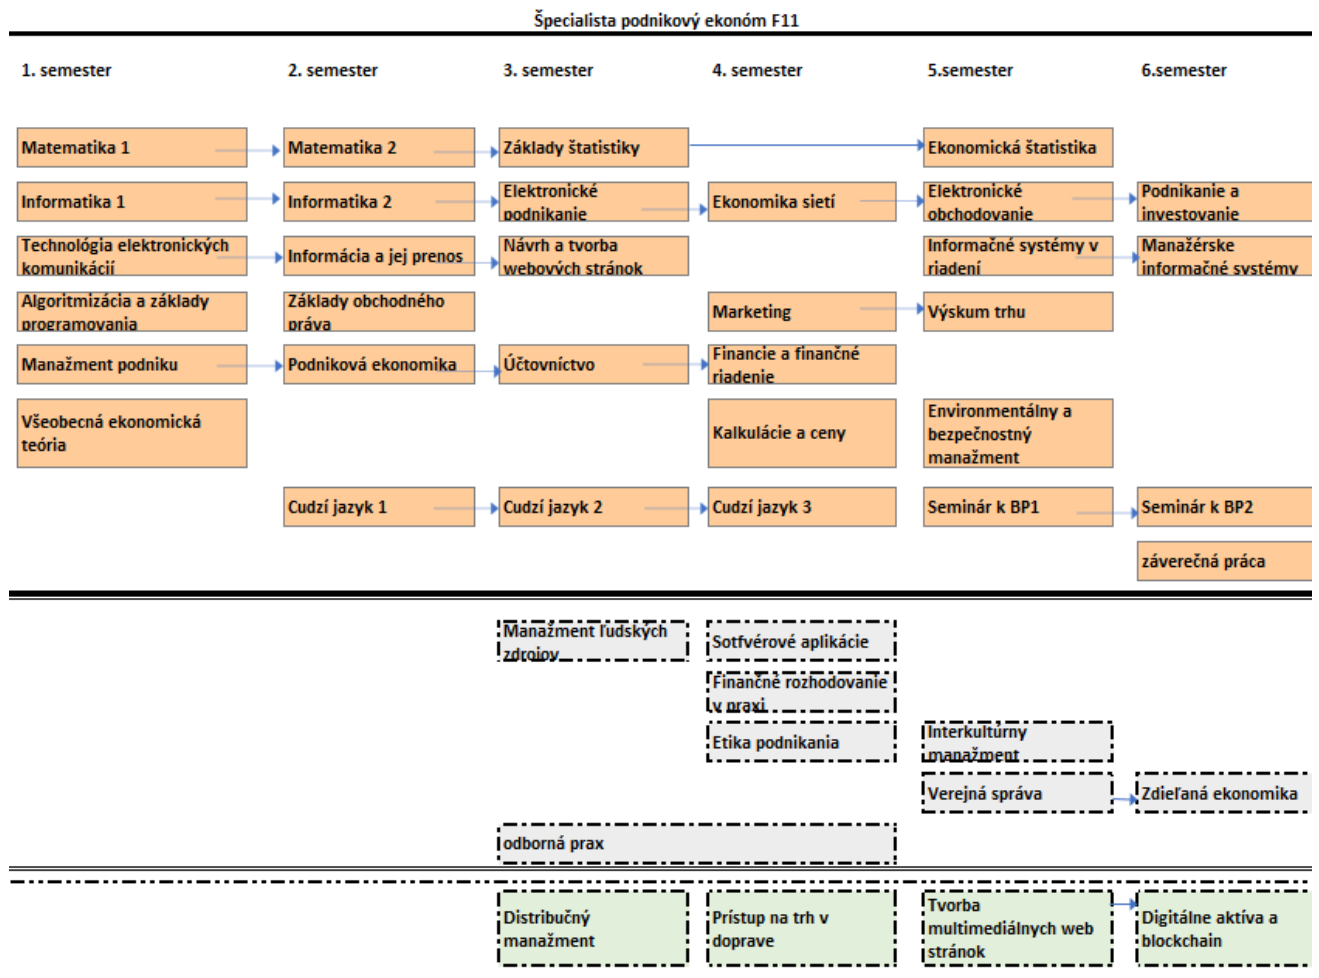 Špecialista podnikový ekonóm F11
1. semester
2. semester
3. semester
4. semester
5.semester
6.semester
Matematika 1
Matematika 2
Základy štatistiky
Ekonomická štatistika
Informatika 1
Informatika 2
Elektronické
podnikanie
Ekonomika sietí
Elektronické
obchodovanie
Podnikanie a
investovanie
Technológia elektronických
komunikácií
Informácia a jej prenos
Návrh a tvorba
webových stránok
Informačné systémy v
riadení
Manažérske
informačné systémy
Algoritmizácia a základy
programovania
Základy obchodného
práva
Marketing
Výskum trhu
Manažment podniku
Podniková ekonomika
Účtovníctvo
Financie a finančné
riadenie
Všeobecná ekonomická
teória
Kalkulácie a ceny
Environmentálny a
bezpečnostný
manažment
Cudzí jazyk 1
Cudzí jazyk 2
Cudzí jazyk 3
Seminár k BP1
Seminár k BP2
záverečná práca
Manažment ľudských
zdrojov
Sotfvérové aplikácie
Finančné rozhodovanie
v praxi
Etika podnikania
Interkultúrny
manažment
Verejná správa
Zdieľaná ekonomika
odborná prax
Distribučný
manažment
Prístup na trh v
doprave
Tvorba
multimediálnych web
stránok
Digitálne aktíva a
blockchain